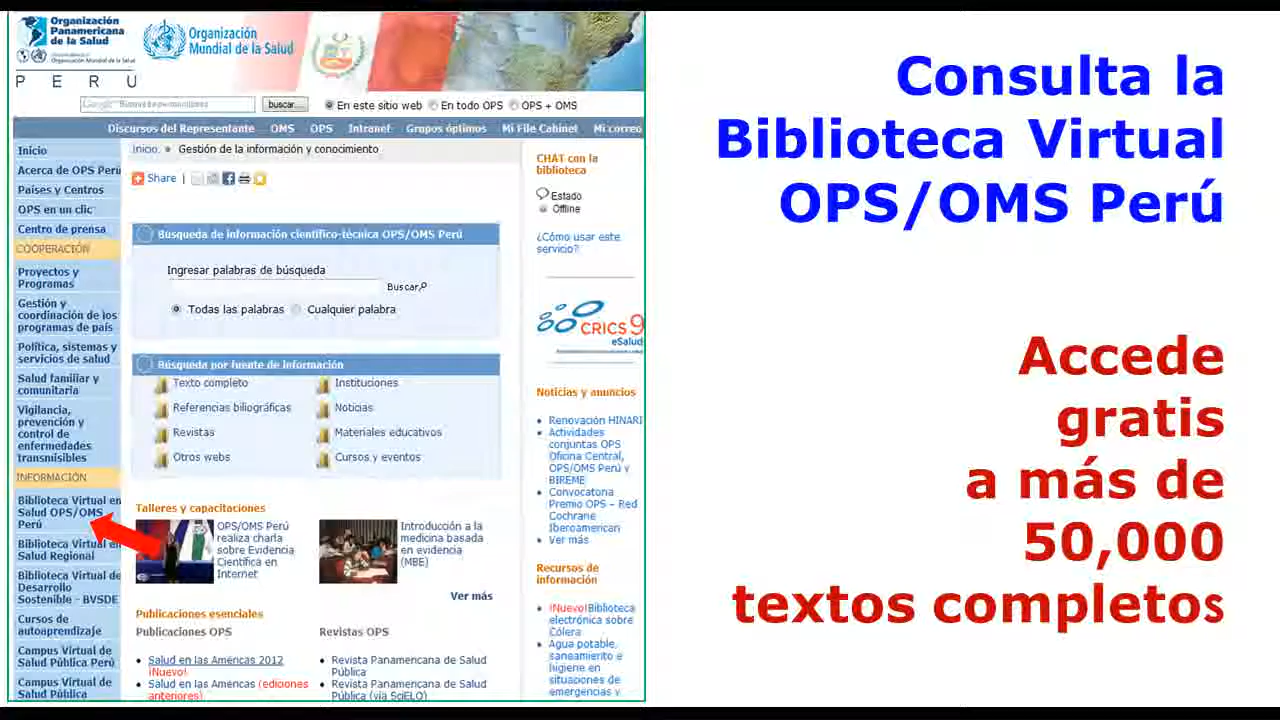 Organización
Panamericana
de la Salud
Organización
Mundial de la Salud
PERU
buscar...
En este sitio web
En todo OPS
OPS + OMS
Discursos del Representante
OMS
OPS
Intranet
Grupos óptimos
Mi File Cabinet
Mi correo
Inicio
Acerca de OPS Perú
Países y Centros
OPS en un clic
Centro de prensa
COOPERACIÓN
Proyectos y
Programas
Gestión y
coordinación de los
programas de país
Política, sistemas y
servicios de salud
Salud familiar y
comunitaria
Vigilancia,
prevención y
control de
enfermedades
transmisibles
INFORMACIÓN
Biblioteca Virtual en
Salud OPS/OMS
Perú
Biblioteca Virtual en
Salud Regional
Biblioteca Virtual de
Desarrollo
Sostenible - BVSDE
Cursos de
autoaprendizaje
Campus Virtual de
Salud Pública Perú
Campus Virtual de
Salud Pública
Inicio » Gestión de la información y conocimiento
Share |
Búsqueda de información científico-técnica OPS/OMS Perú
Ingresar palabras de búsqueda
Buscar
Todas las palabras
Cualquier palabra
Búsqueda por fuente de información
Texto completo
Instituciones
Referencias biliográficas
Noticias
Revistas
Materiales educativos
Otros webs
Cursos y eventos
Talleres y capacitaciones
OPS/OMS Perú
realiza charla
sobre Evidencia
Científica en
Internet
Introducción a la
medicina basada
en evidencia
(MBE)
Ver más
Publicaciones esenciales
Publicaciones OPS
Salud en las Américas 2012
¡Nuevo!
Salud en las Américas (ediciones
anteriores)
Revistas OPS
Revista Panamericana de Salud
Pública
Revista Panamericana de Salud
Pública (vía SciELO)
CHAT con la
biblioteca
Estado
Offline
¿Cómo usar este
servicio?
CRICS 9
eSalud
Noticias y anuncios
Renovación HINARI
Actividades
conjuntas OPS
Oficina Central,
OPS/OMS Perú y
BIREME
Convocatoria
Premio OPS – Red
Cochrane
Iberoamerican
Ver más
Recursos de
información
¡Nuevo!Biblioteca
electrónica sobre
Cólera
Agua potable,
saneamiento e
higiene en
situaciones de
emergencias y
Consulta la
Biblioteca Virtual
OPS/OMS Perú
Accede
gratis
a más de
50,000
textos completos